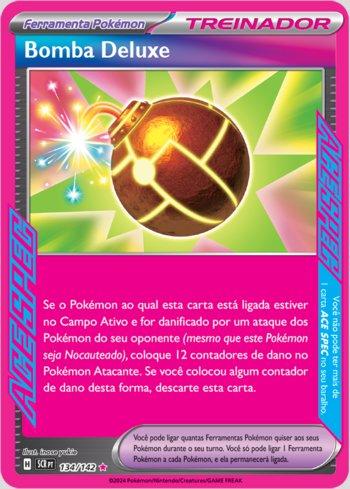 Ferramenta Pokémon
TREINADOR
Bomba Deluxe
ACE SPEC
ACE SPEC
Você não pode ter mais de
1 carta ACE SPEC no seu baralho.
Se o Pokémon ao qual esta carta está ligada estiver
no Campo Ativo e for danificado por um ataque dos
Pokémon do seu oponente (mesmo que este Pokémon
seja Nocauteado), coloque 12 contadores de dano no
Pokémon Atacante. Se você colocou algum contador
de dano desta forma, descarte esta carta.
Ilust. inose yukie
H SCR PT 134/142
Você pode ligar quantas Ferramentas Pokémon quiser aos seus
Pokémon durante o seu turno. Você só pode ligar 1 Ferramenta
Pokémon a cada Pokémon, e ela permanecerá ligada.
©2024 Pokémon/Nintendo/Creatures/GAME FREAK